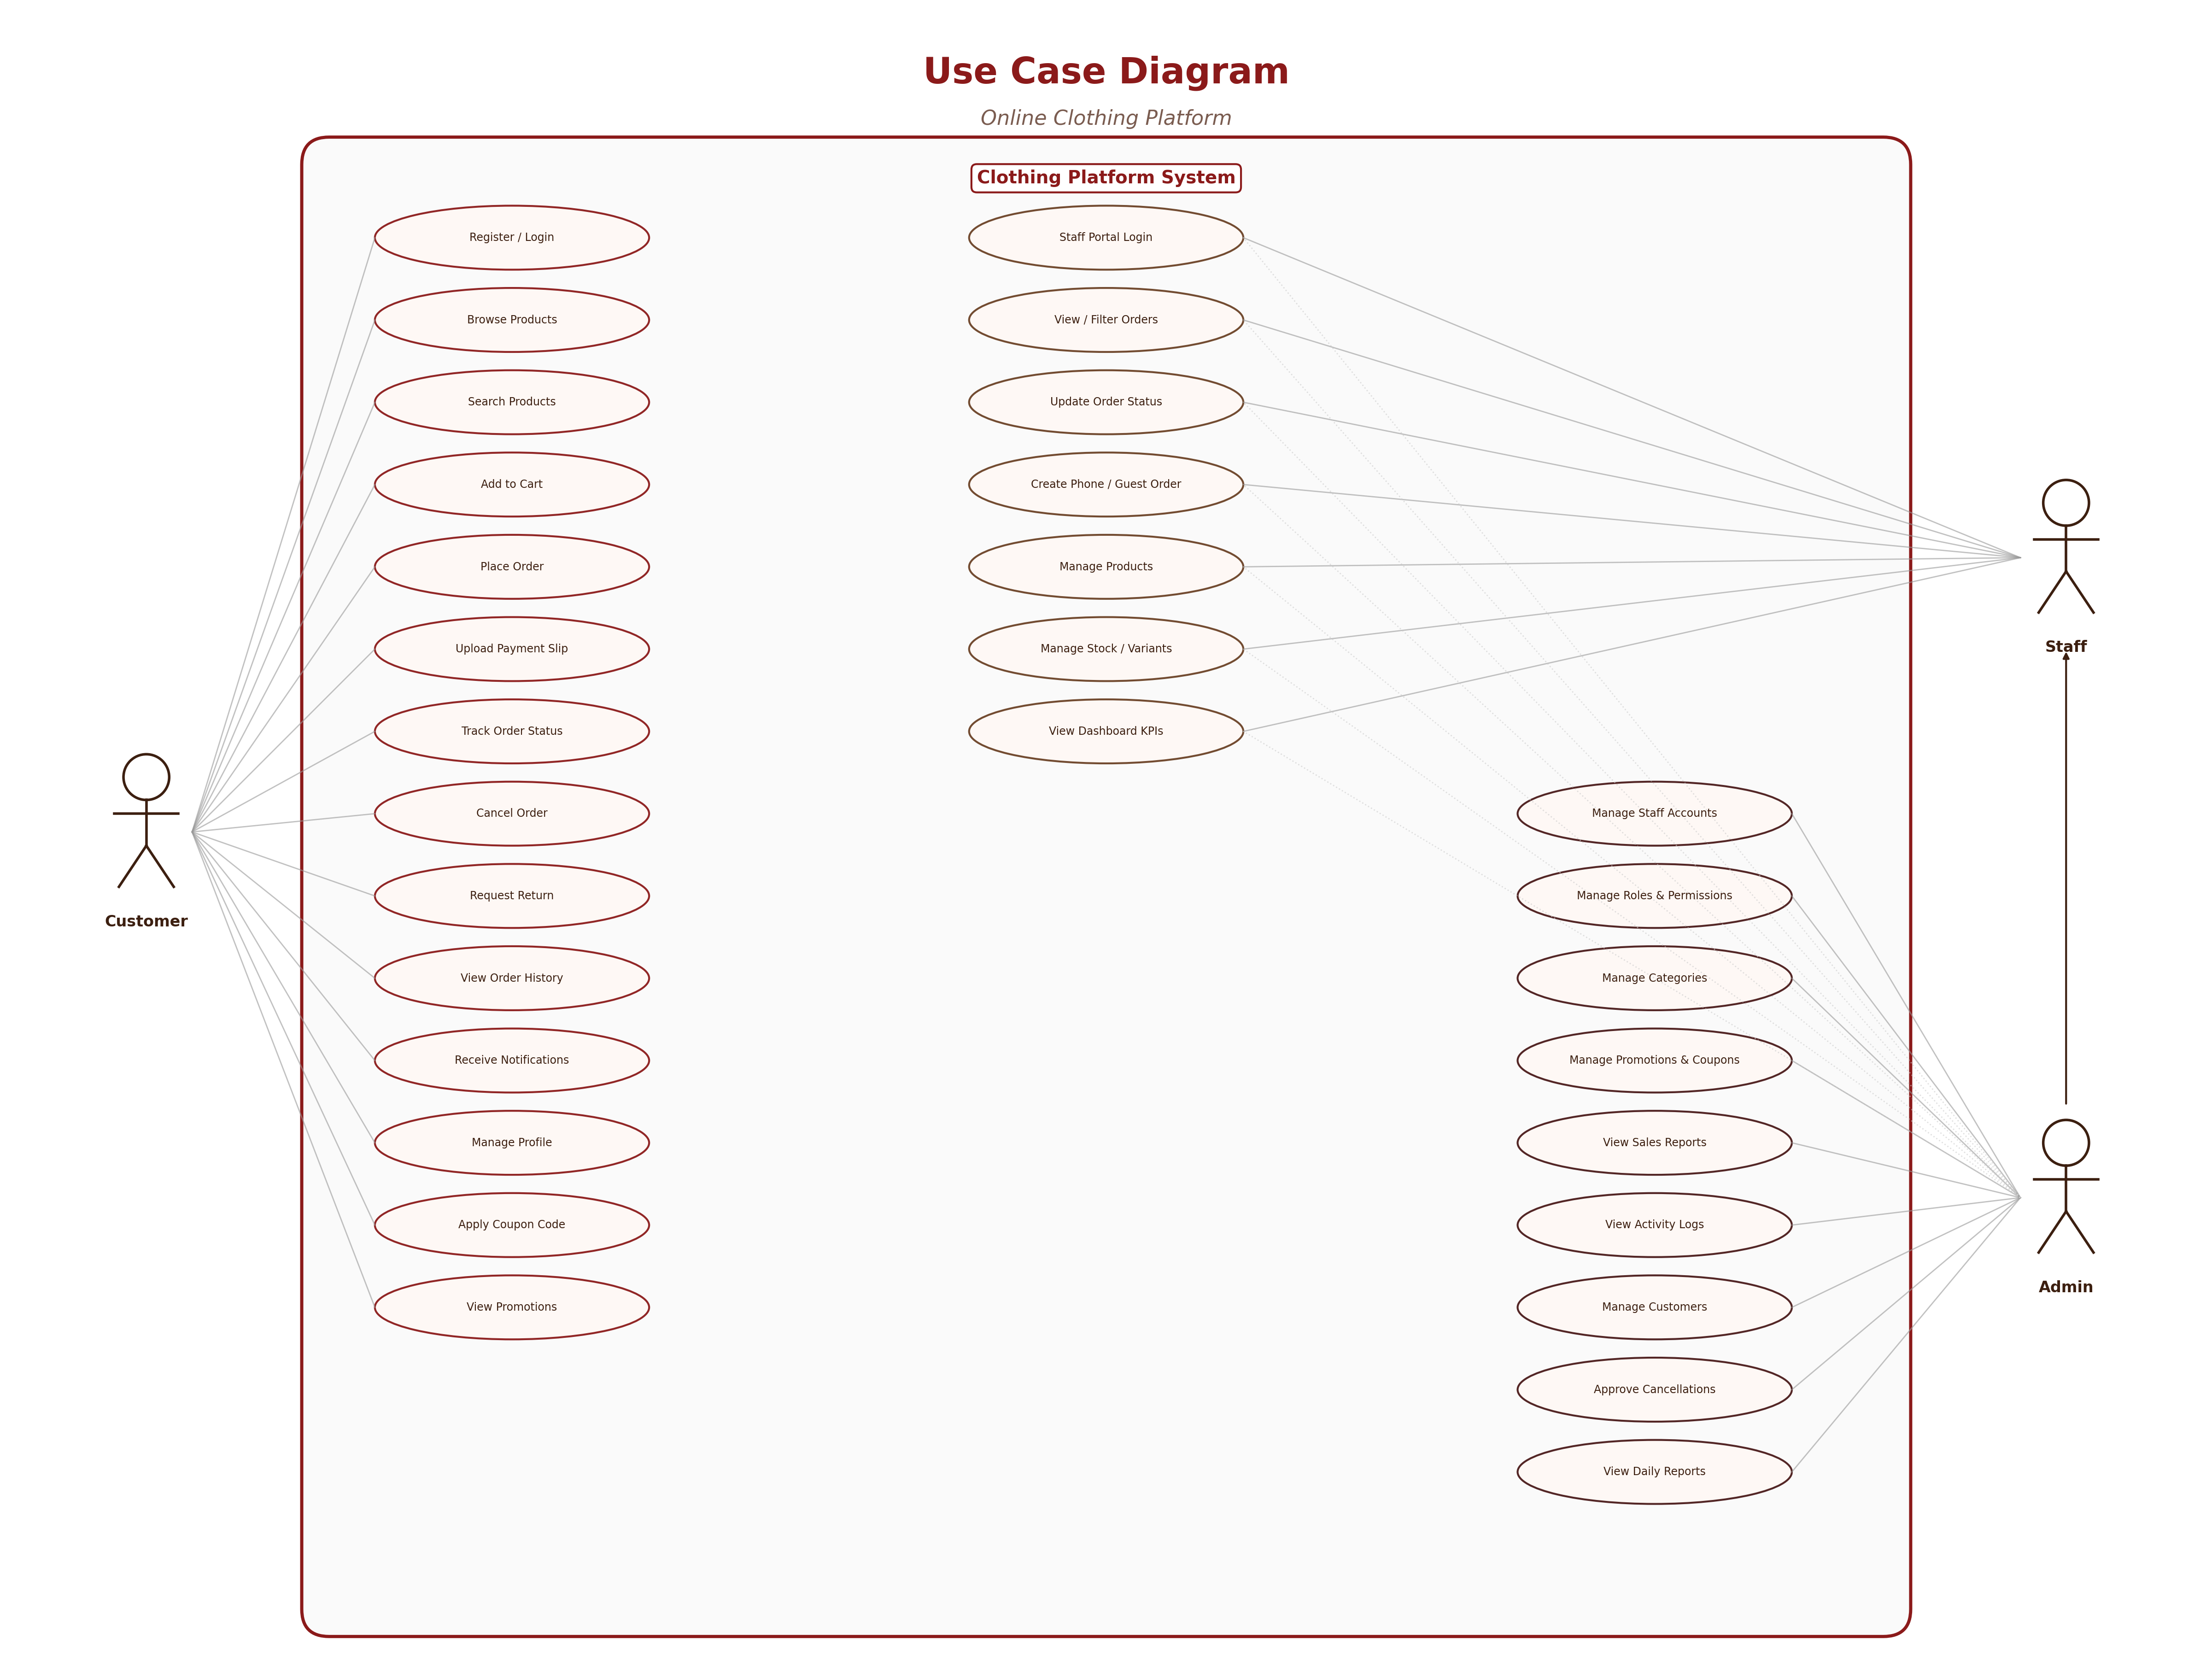 Use Case Diagram
Online Clothing Platform
Clothing Platform System
Register / Login
Browse Products
Search Products
Add to Cart
Place Order
Upload Payment Slip
Track Order Status
Cancel Order
Request Return
View Order History
Receive Notifications
Manage Profile
Apply Coupon Code
View Promotions
Staff Portal Login
View / Filter Orders
Update Order Status
Create Phone / Guest Order
Manage Products
Manage Stock / Variants
View Dashboard KPIs
Manage Staff Accounts
Manage Roles & Permissions
Manage Categories
Manage Promotions & Coupons
View Sales Reports
View Activity Logs
Manage Customers
Approve Cancellations
View Daily Reports
Customer
Staff
Admin